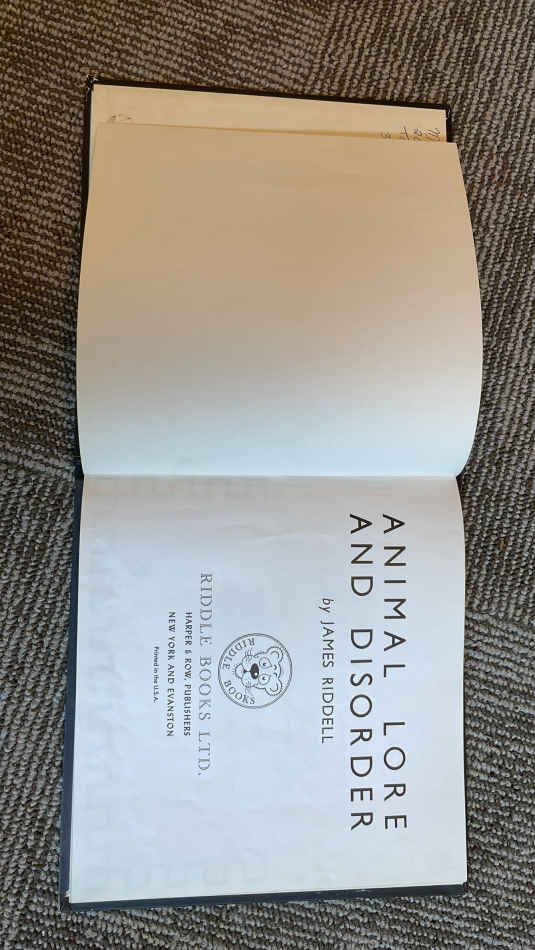 ANIMAL LORE
AND DISORDER
by JAMES RIDDELL
RIDDLE BOOKS
RIDDLE BOOKS LTD.
HARPER & ROW, PUBLISHERS
NEW YORK AND EVANSTON
Printed in the U.S.A.